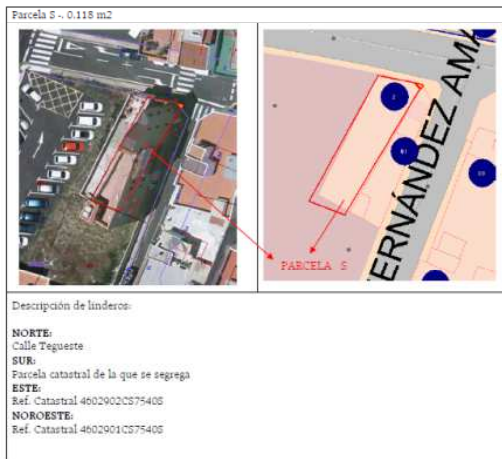 Parcela S -. 0,118 m2
ERNÁNDEZ AMA
PARCELA S
Descripción de linderos:
NORTE:
Calle Tegueste
SUR:
Parcela catastral de la que se segrega
ESTE:
Ref. Catastral 4602902CS7540S
NOROESTE:
Ref. Catastral 4602901CS7540S